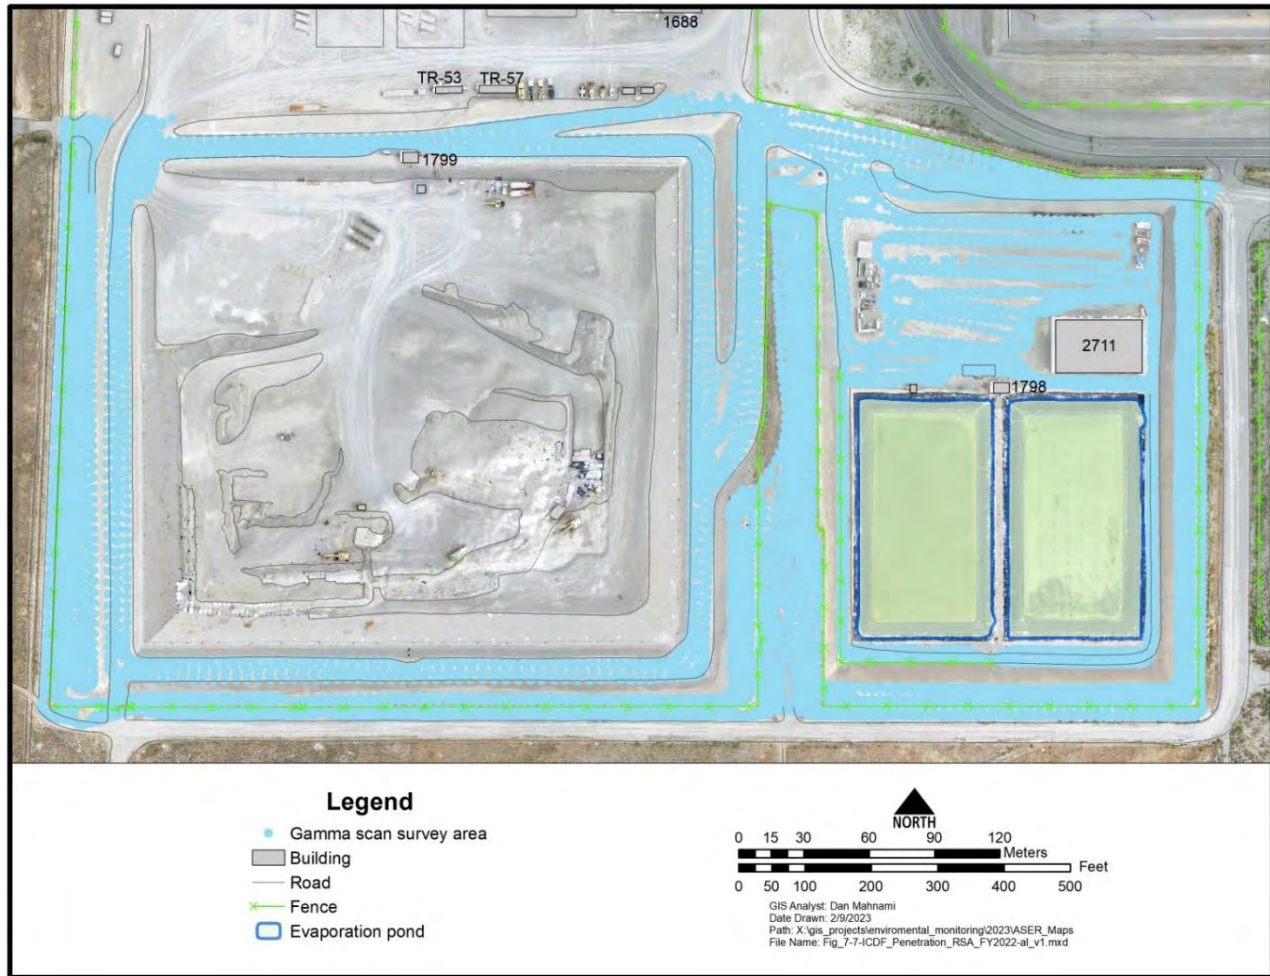 1688
TR-53 TR-57
1799
2711
1798
Legend
Gamma scan survey area
Building
Road
Fence
Evaporation pond
NORTH
0 15 30 60 90 120
Meters
Feet
0 50 100 200 300 400 500
GIS Analyst: Dan Mahnami
Date Drawn: 2/9/2023
Path: X:\gis_projects\enviromental_monitoring\2023\ASER_Maps
File Name: Fig_7-7-ICDF_Penetration_RSA_FY2022-al_v1.mxd